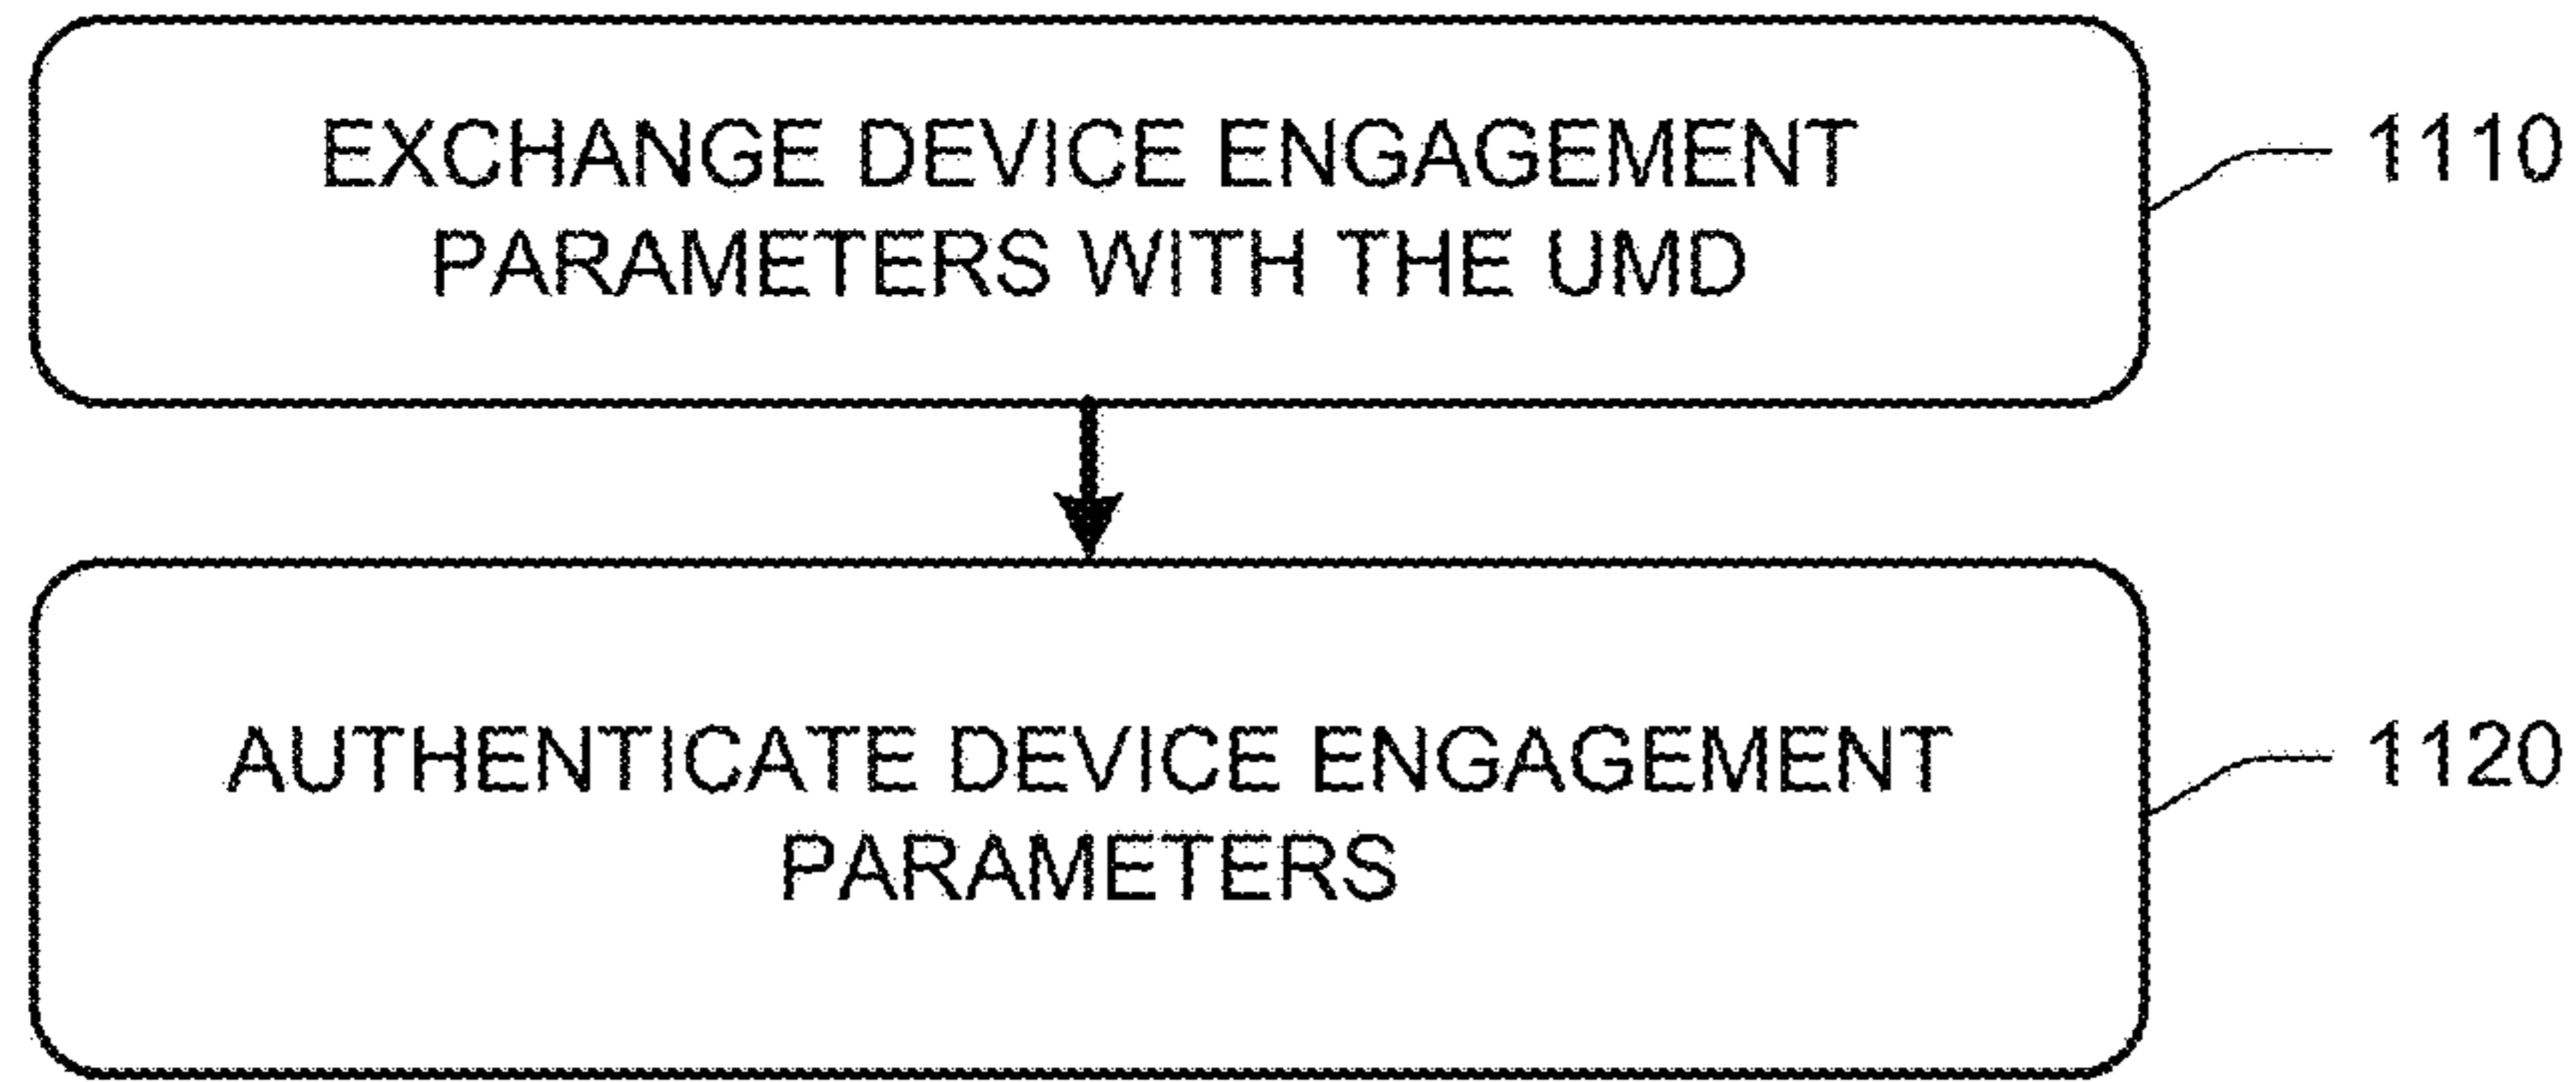 EXCHANGE DEVICE ENGAGEMENT
PARAMETERS WITH THE UMD
1110
AUTHENTICATE DEVICE ENGAGEMENT
PARAMETERS
1120